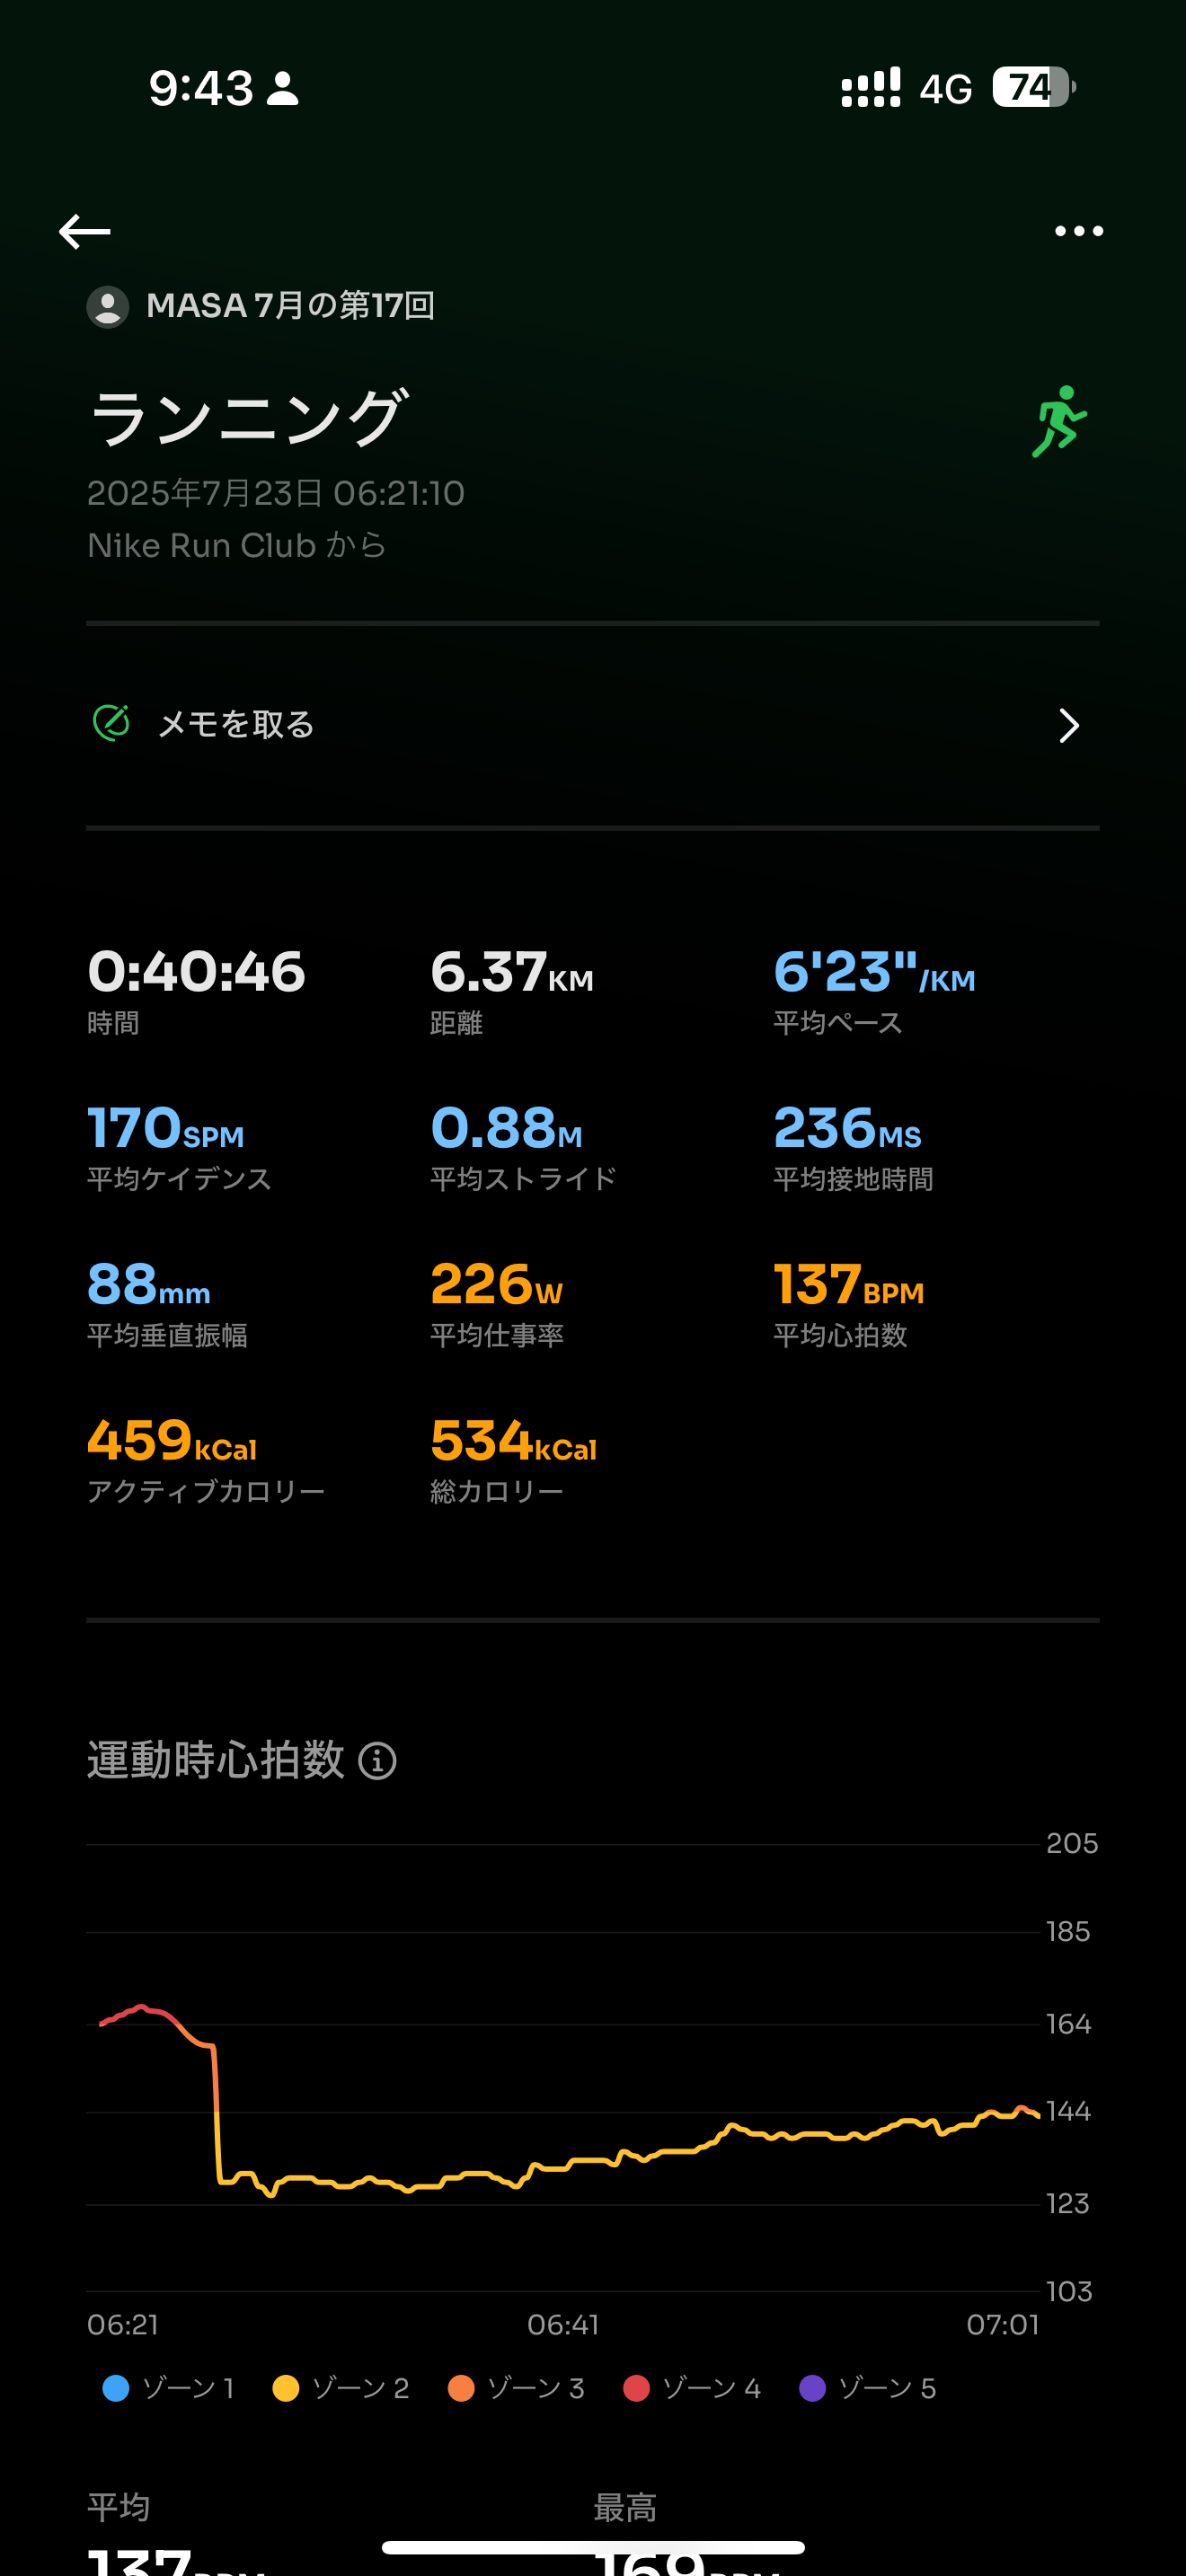 9:43 4G 74
MASA 7月の第17回
ランニング
2025年7月23日 06:21:10
Nike Run Club から
メモを取る
0:40:46 6.37KM 6'23"/KM
時間 距離 平均ペース
170SPM 0.88M 236MS
平均ケイデンス 平均ストライド 平均接地時間
88mm 226W 137BPM
平均垂直振幅 平均仕事率 平均心拍数
459kCal 534kCal
アクティブカロリー 総カロリー
運動時心拍数
205
185
164
144
123
103
06:21 06:41 07:01
ゾーン 1 ゾーン 2 ゾーン 3 ゾーン 4 ゾーン 5
平均 最高
137BPM 169BPM